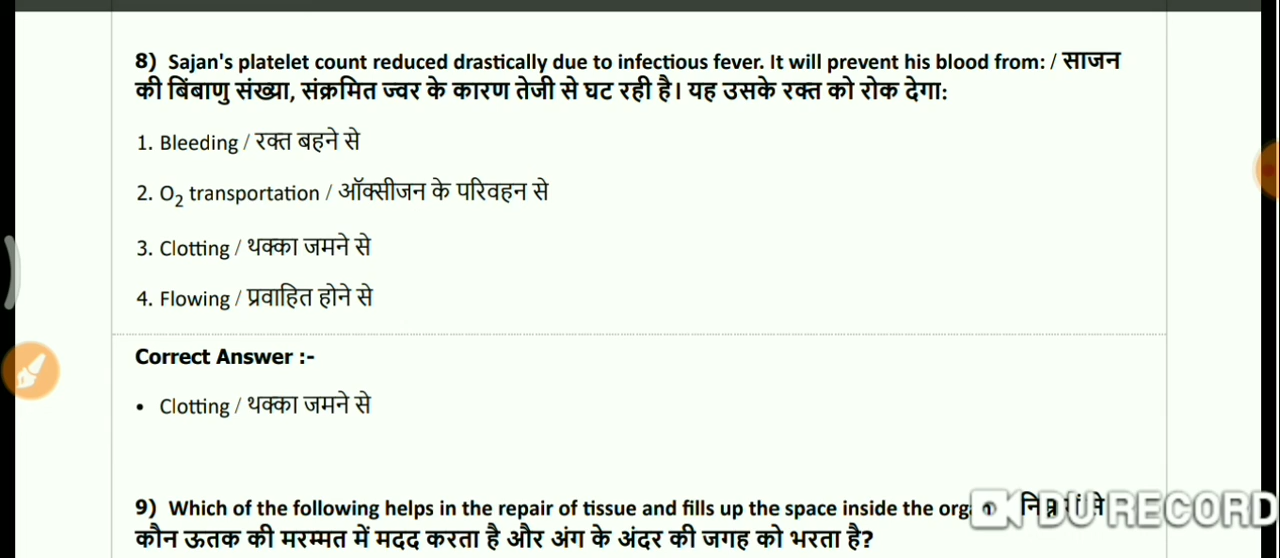 8) Sajan's platelet count reduced drastically due to infectious fever. It will prevent his blood from: / साजन
की बिंबाणु संख्या, संक्रमित ज्वर के कारण तेजी से घट रही है। यह उसके रक्त को रोक देगा:
1. Bleeding / रक्त बहने से
2. O₂ transportation / ऑक्सीजन के परिवहन से
3. Clotting / थक्का जमने से
4. Flowing / प्रवाहित होने से
Correct Answer :-
• Clotting / थक्का जमने से
9) Which of the following helps in the repair of tissue and fills up the space inside the
कौन ऊतक की मरम्मत में मदद करता है और अंग के अंदर की जगह को भरता है?
DU RECORD